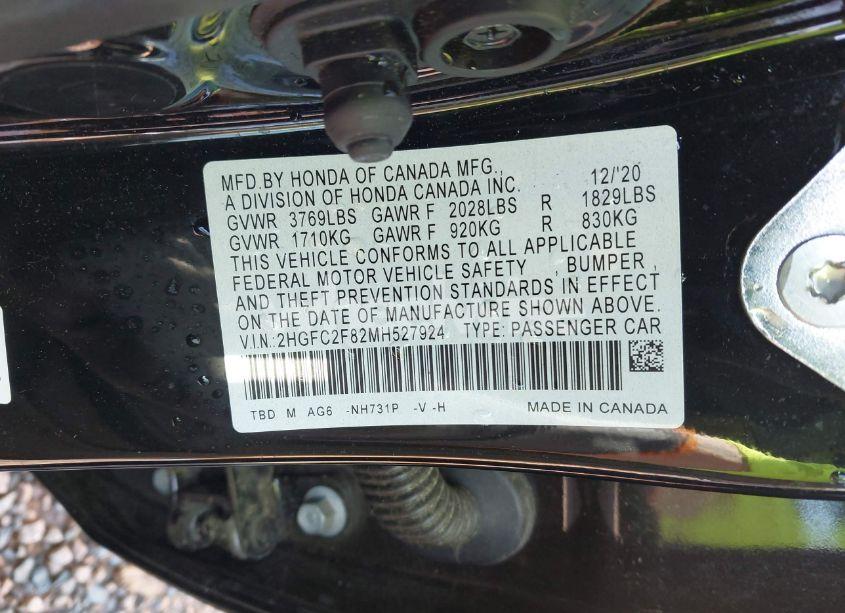 MFD.BY HONDA OF CANADA MFG., 12/'20
A DIVISION OF HONDA CANADA INC.
GVWR 3769LBS GAWR F 2028LBS R 1829LBS
GVWR 1710KG GAWR F 920KG R 830KG
THIS VEHICLE CONFORMS TO ALL APPLICABLE
FEDERAL MOTOR VEHICLE SAFETY , BUMPER ,
AND THEFT PREVENTION STANDARDS IN EFFECT
ON THE DATE OF MANUFACTURE SHOWN ABOVE.
V.I.N.:2HGFC2F82MH527924 TYPE: PASSENGER CAR
TBD M AG6 -NH731P -V -H MADE IN CANADA